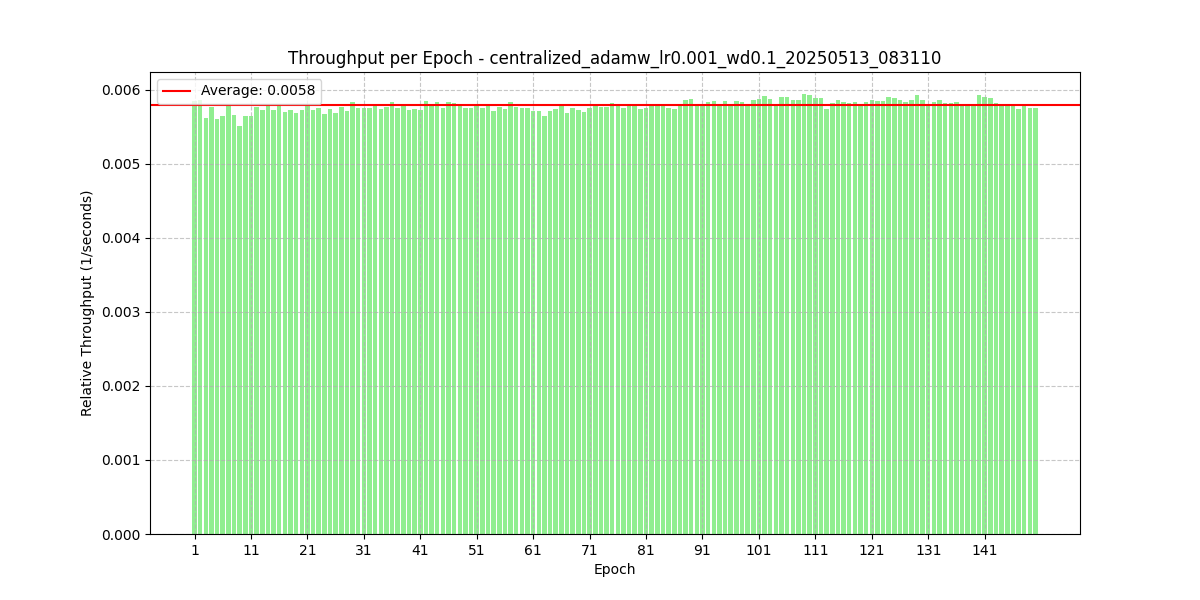 Throughput per Epoch - centralized_adamw_lr0.001_wd0.1_20250513_083110
Average: 0.0058
Relative Throughput (1/seconds)
0.006
0.005
0.004
0.003
0.002
0.001
0.000
1 11 21 31 41 51 61 71 81 91 101 111 121 131 141
Epoch